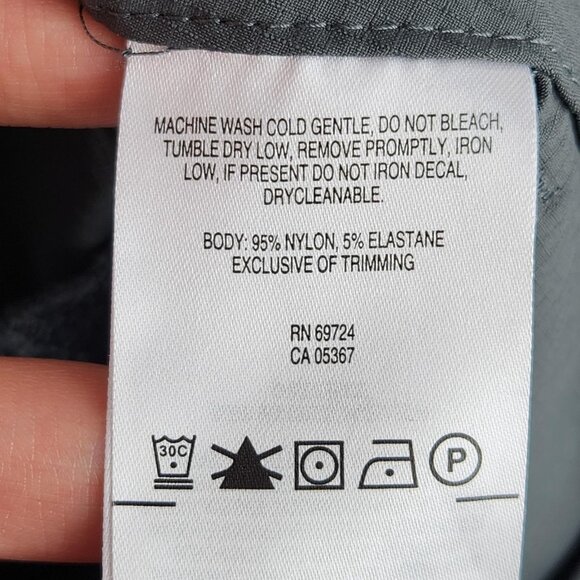 MACHINE WASH COLD GENTLE, DO NOT BLEACH,
TUMBLE DRY LOW, REMOVE PROMPTLY, IRON
LOW, IF PRESENT DO NOT IRON DECAL,
DRYCLEANABLE.
BODY: 95% NYLON, 5% ELASTANE
EXCLUSIVE OF TRIMMING
RN 69724
CA 05367
30C
P